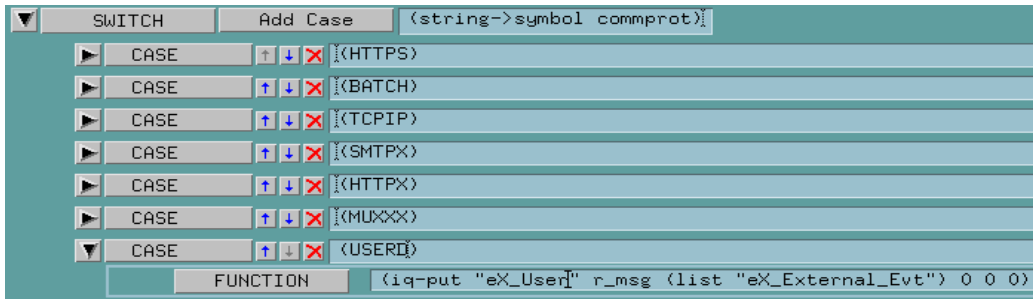 SWITCH Add Case (string->symbol commprot)
CASE (HTTPS)
CASE (BATCH)
CASE (TCPIP)
CASE (SMTPX)
CASE (HTTPX)
CASE (MUXXX)
CASE (USERD)
FUNCTION (iq-put "eX_User" r_msg (list "eX_External_Evt") 0 0 0)